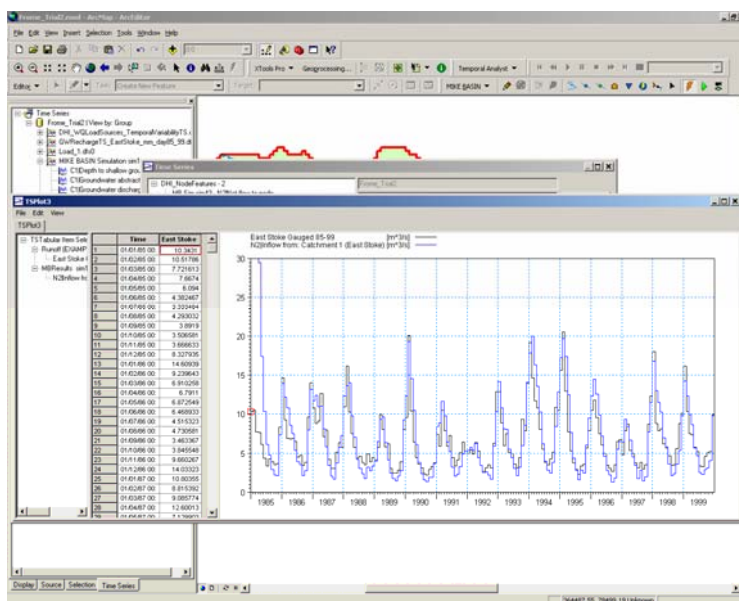 Frome_Trial2.mxd - ArcMap - ArcEditor
File Edit View Insert Selection Tools Window Help
XTools Pro Geoprocessing... Temporal Analyst
Editor Task: Create New Feature Target: MIKE BASIN
Time Series
Frome_Trial2 | View by: Group
DHI_WQLoadSources_TemporalVariabilityTS.
GWRechargeTS_EastStoke_mm_day85_99.df
Load_1.dfs0
MIKE BASIN Simulation sim1
C1|Depth to shallow grou
C1|Groundwater abstract
C1|Groundwater discharg
Time Series
DHI_NodeFeatures - 2
Frome_Trial2
TSPlot3
File Edit View
TSPlot3
TSTabular Item Sele
Runoff (EXAMP
East Stoke
MBResults sim1
N2|Inflow fro
Time East Stoke
1 01/01/85 00 10.3431
2 01/02/85 00 10.51786
3 01/03/85 00 7.721613
4 01/04/85 00 7.6674
5 01/05/85 00 6.094
6 01/06/85 00 4.382467
7 01/07/85 00 3.333484
8 01/08/85 00 4.293032
9 01/09/85 00 3.8919
10 01/10/85 00 3.506581
11 01/11/85 00 3.666633
12 01/12/85 00 8.327935
13 01/01/86 00 14.60939
14 01/02/86 00 9.239643
15 01/03/86 00 6.910258
16 01/04/86 00 6.7911
17 01/05/86 00 6.872549
18 01/06/86 00 6.468933
19 01/07/86 00 4.515323
20 01/08/86 00 4.730581
21 01/09/86 00 3.463367
22 01/10/86 00 3.845548
23 01/11/86 00 9.660267
24 01/12/86 00 14.03323
25 01/01/87 00 10.80355
26 01/02/87 00 8.815392
27 01/03/87 00 9.085774
28 01/04/87 00 12.60013
East Stoke Gauged 85-99 [m^3/s]
N2|Inflow from: Catchment 1 (East Stoke) [m^3/s]
30
25
20
15
10
5
0
1985 1986 1987 1988 1989 1990 1991 1992 1993 1994 1995 1996 1997 1998 1999
Display Source Selection Time Series